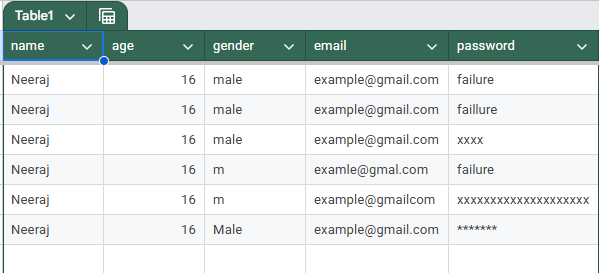 Table1
name age gender email password
Neeraj 16 male example@gmail.com failure
Neeraj 16 male example@gmail.com faillure
Neeraj 16 male example@gmail.com xxxx
Neeraj 16 m examle@gmal.com failure
Neeraj 16 m example@gmailcom xxxxxxxxxxxxxxxxxxxx
Neeraj 16 Male example@gmail.com *******